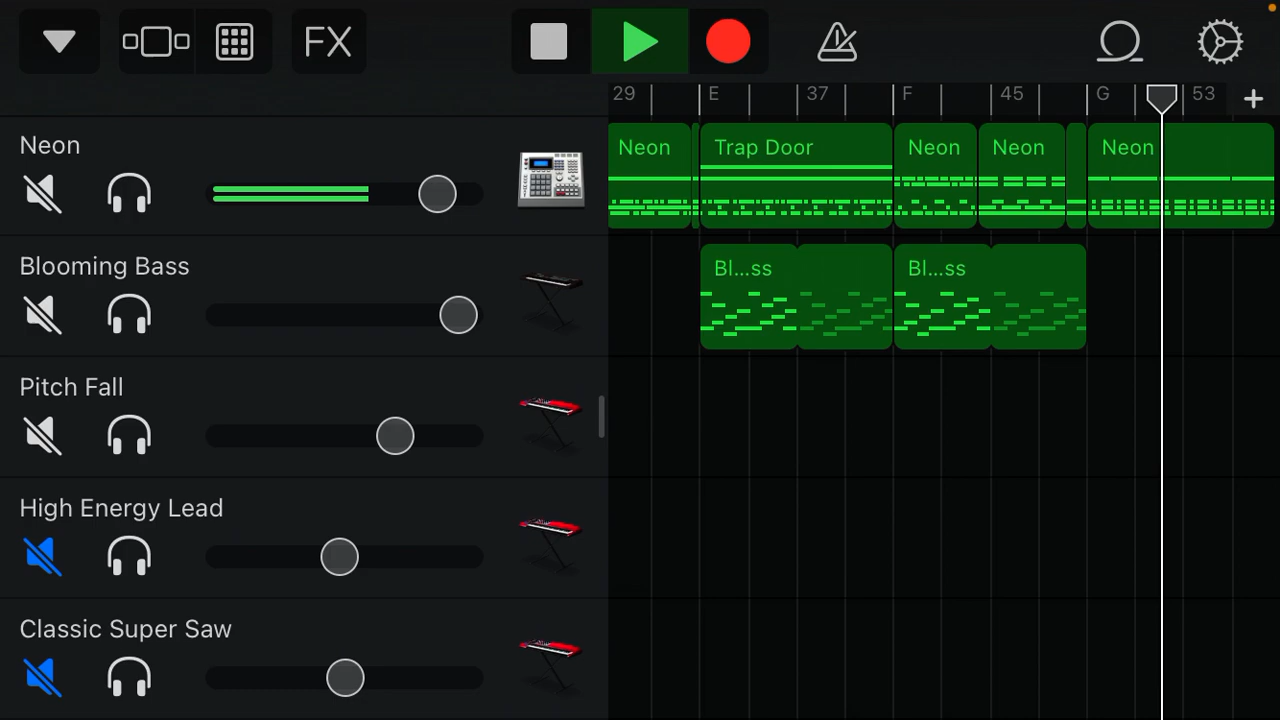 FX
29 E 37 F 45 G 53 +
Neon
Neon Trap Door Neon Neon Neon
Blooming Bass
Bl...ss Bl...ss
Pitch Fall
High Energy Lead
Classic Super Saw